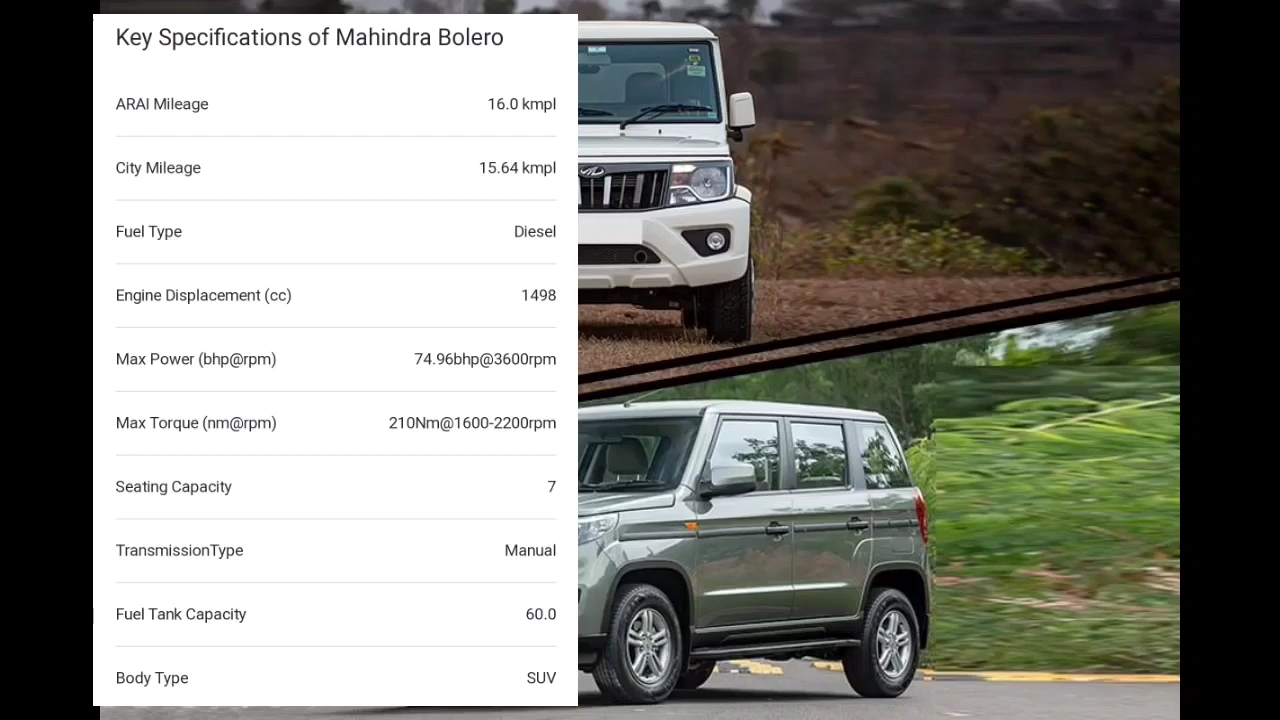 Key Specifications of Mahindra Bolero
ARAI Mileage 16.0 kmpl
City Mileage 15.64 kmpl
Fuel Type Diesel
Engine Displacement (cc) 1498
Max Power (bhp@rpm) 74.96bhp@3600rpm
Max Torque (nm@rpm) 210Nm@1600-2200rpm
Seating Capacity 7
TransmissionType Manual
Fuel Tank Capacity 60.0
Body Type SUV